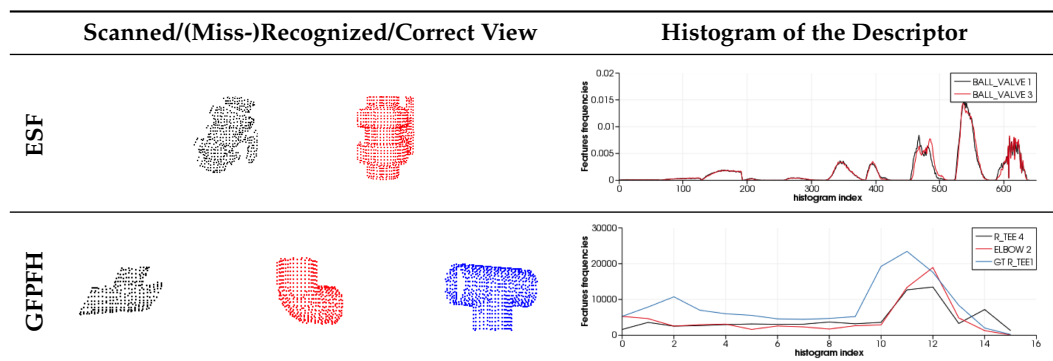 Scanned/(Miss-)Recognized/Correct View
Histogram of the Descriptor
ESF
Features frequencies
0.02
0.015
0.01
0.005
0
0 100 200 300 400 500 600
histogram index
BALL_VALVE 1
BALL_VALVE 3
GFPFH
Features frequencies
30000
20000
10000
0
0 2 4 6 8 10 12 14 16
histogram index
R_TEE 4
ELBOW 2
GT R_TEE1